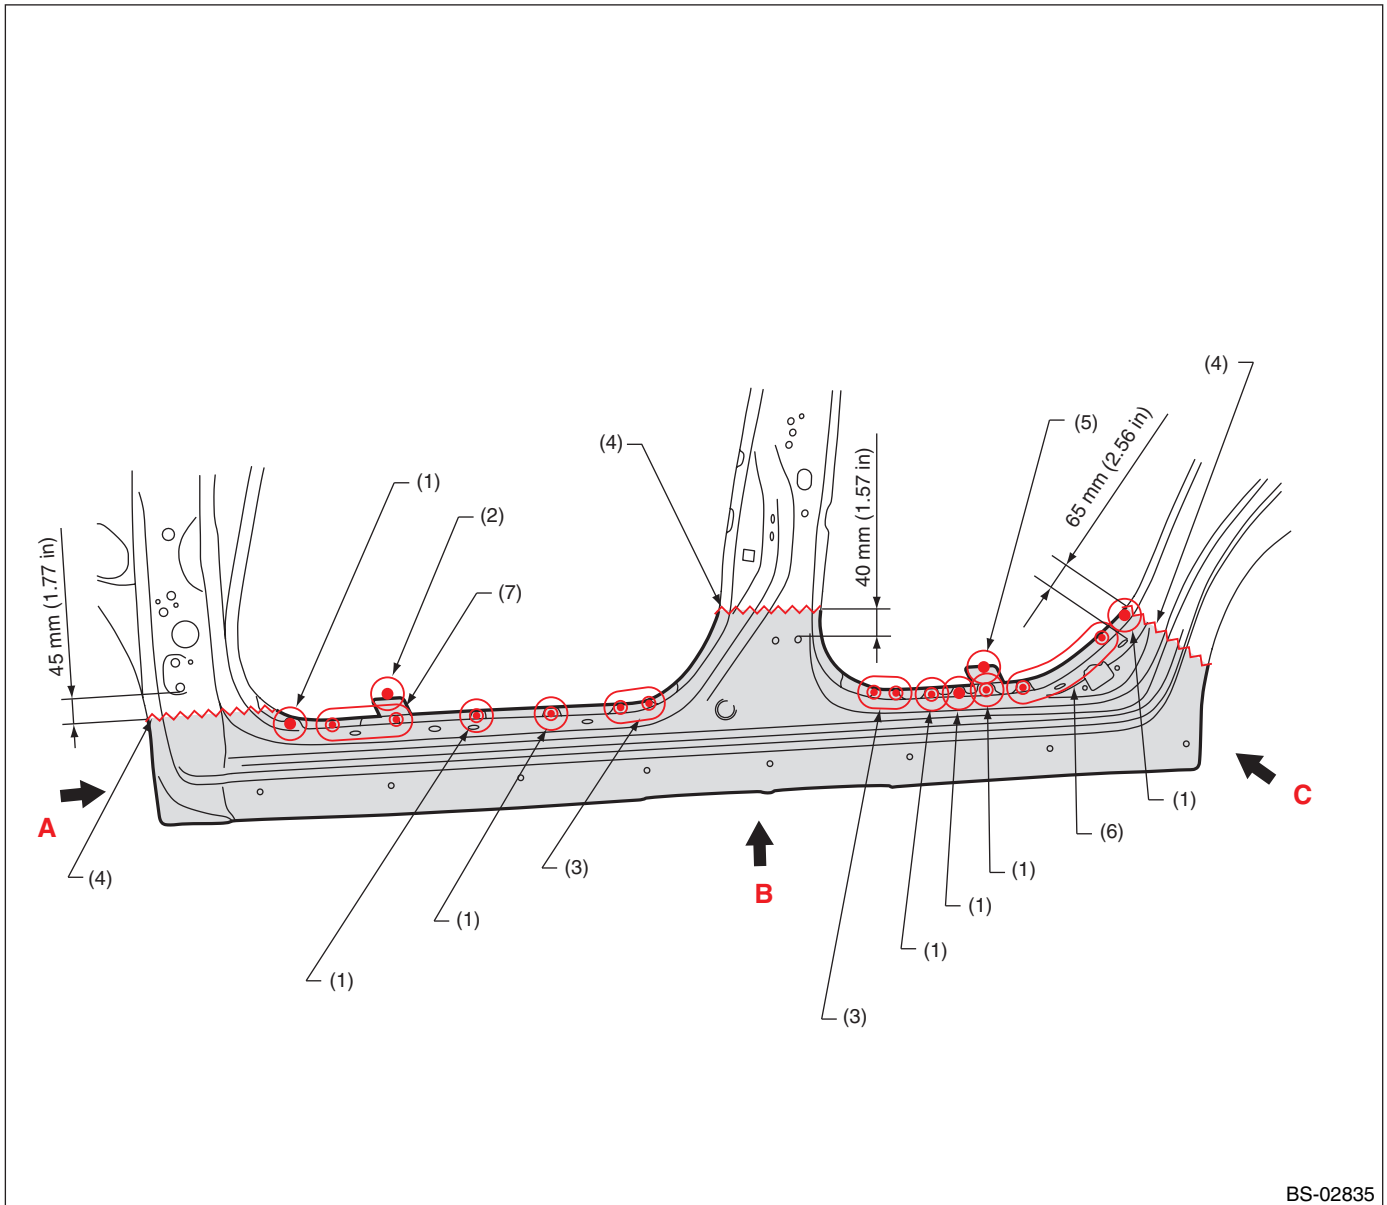 (4)
(5)
65 mm (2.56 in)
(4)
40 mm (1.57 in)
(1)
(2)
45 mm (1.77 in)
(7)
A
C
(1)
(6)
(3)
(1)
(4)
B
(1)
(1)
(1)
(1)
(3)
BS-02835